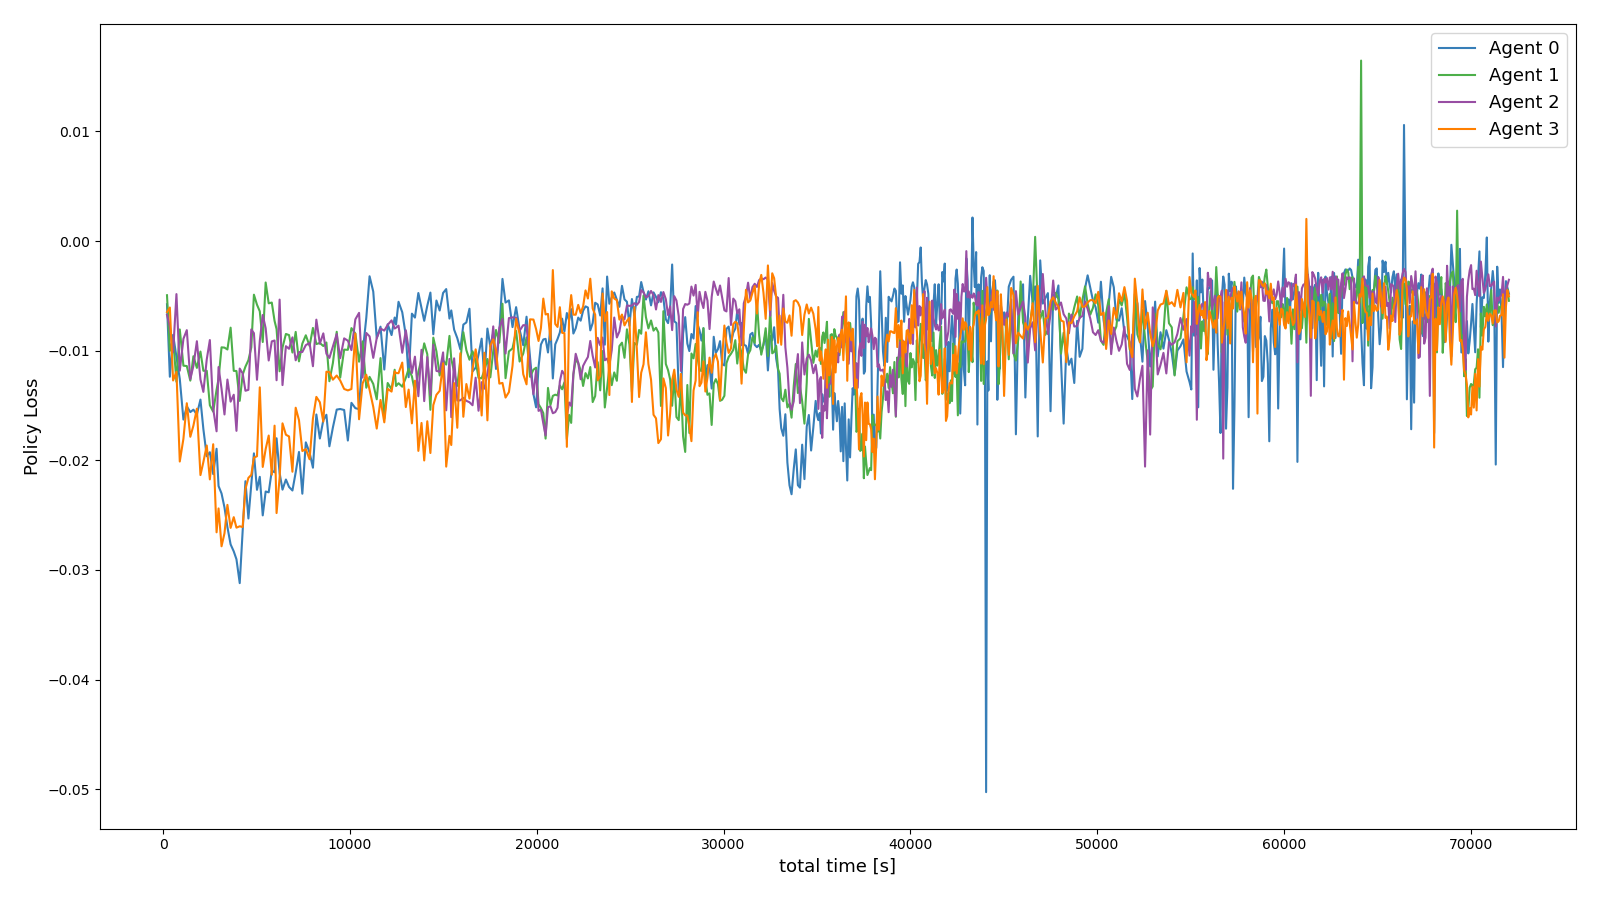 Agent 0
Agent 1
Agent 2
Agent 3
0.01
0.00
−0.01
−0.02
−0.03
−0.04
−0.05
Policy Loss
0 10000 20000 30000 40000 50000 60000 70000
total time [s]